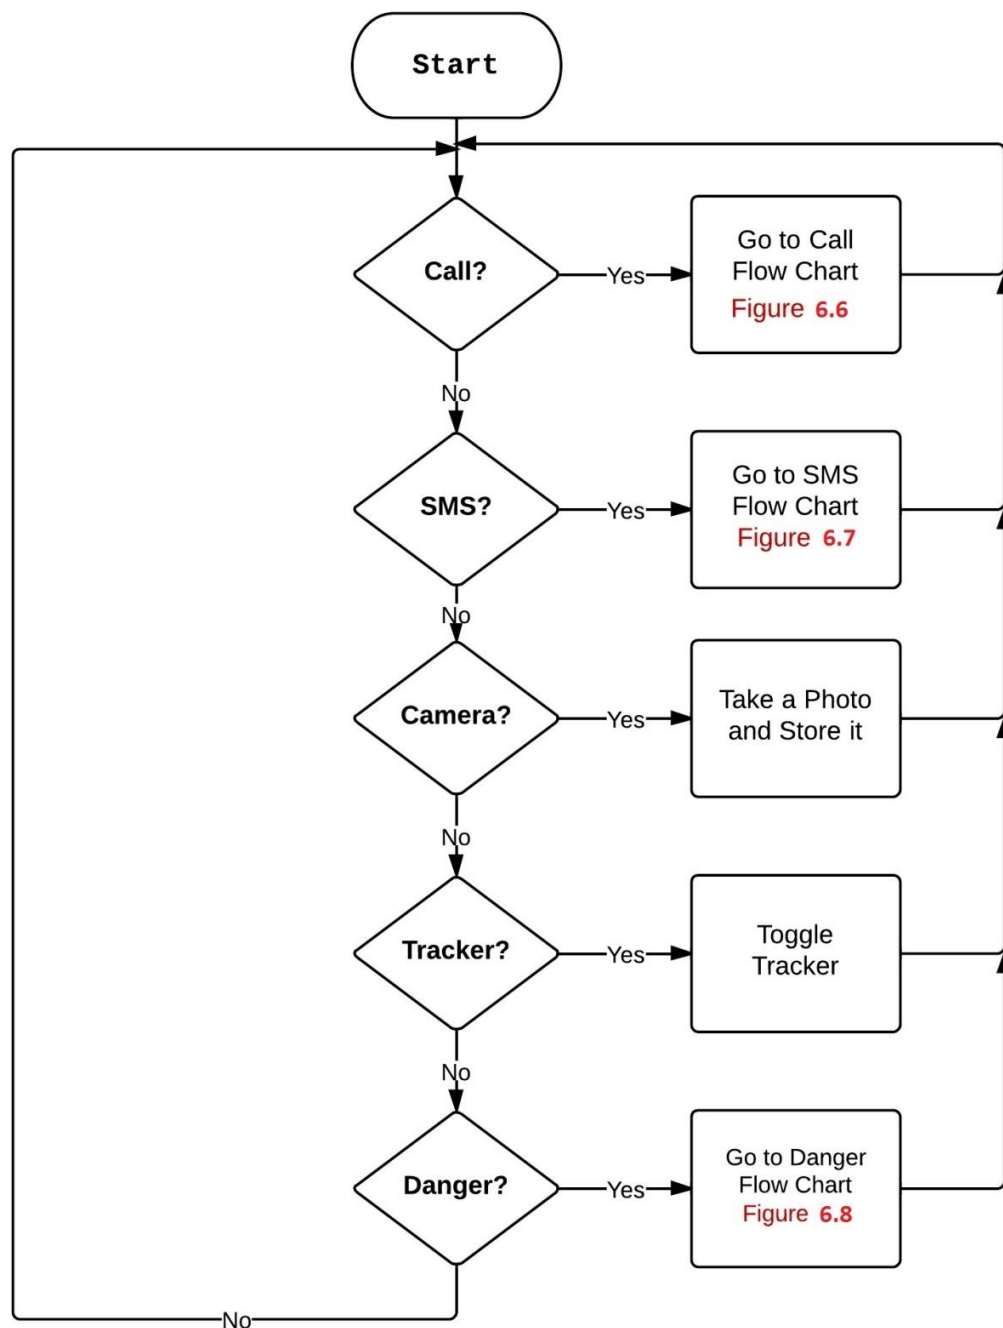 Start
Call?
Yes
Go to Call
Flow Chart
Figure 6.6
No
SMS?
Yes
Go to SMS
Flow Chart
Figure 6.7
No
Camera?
Yes
Take a Photo
and Store it
No
Tracker?
Yes
Toggle
Tracker
No
Danger?
Yes
Go to Danger
Flow Chart
Figure 6.8
No